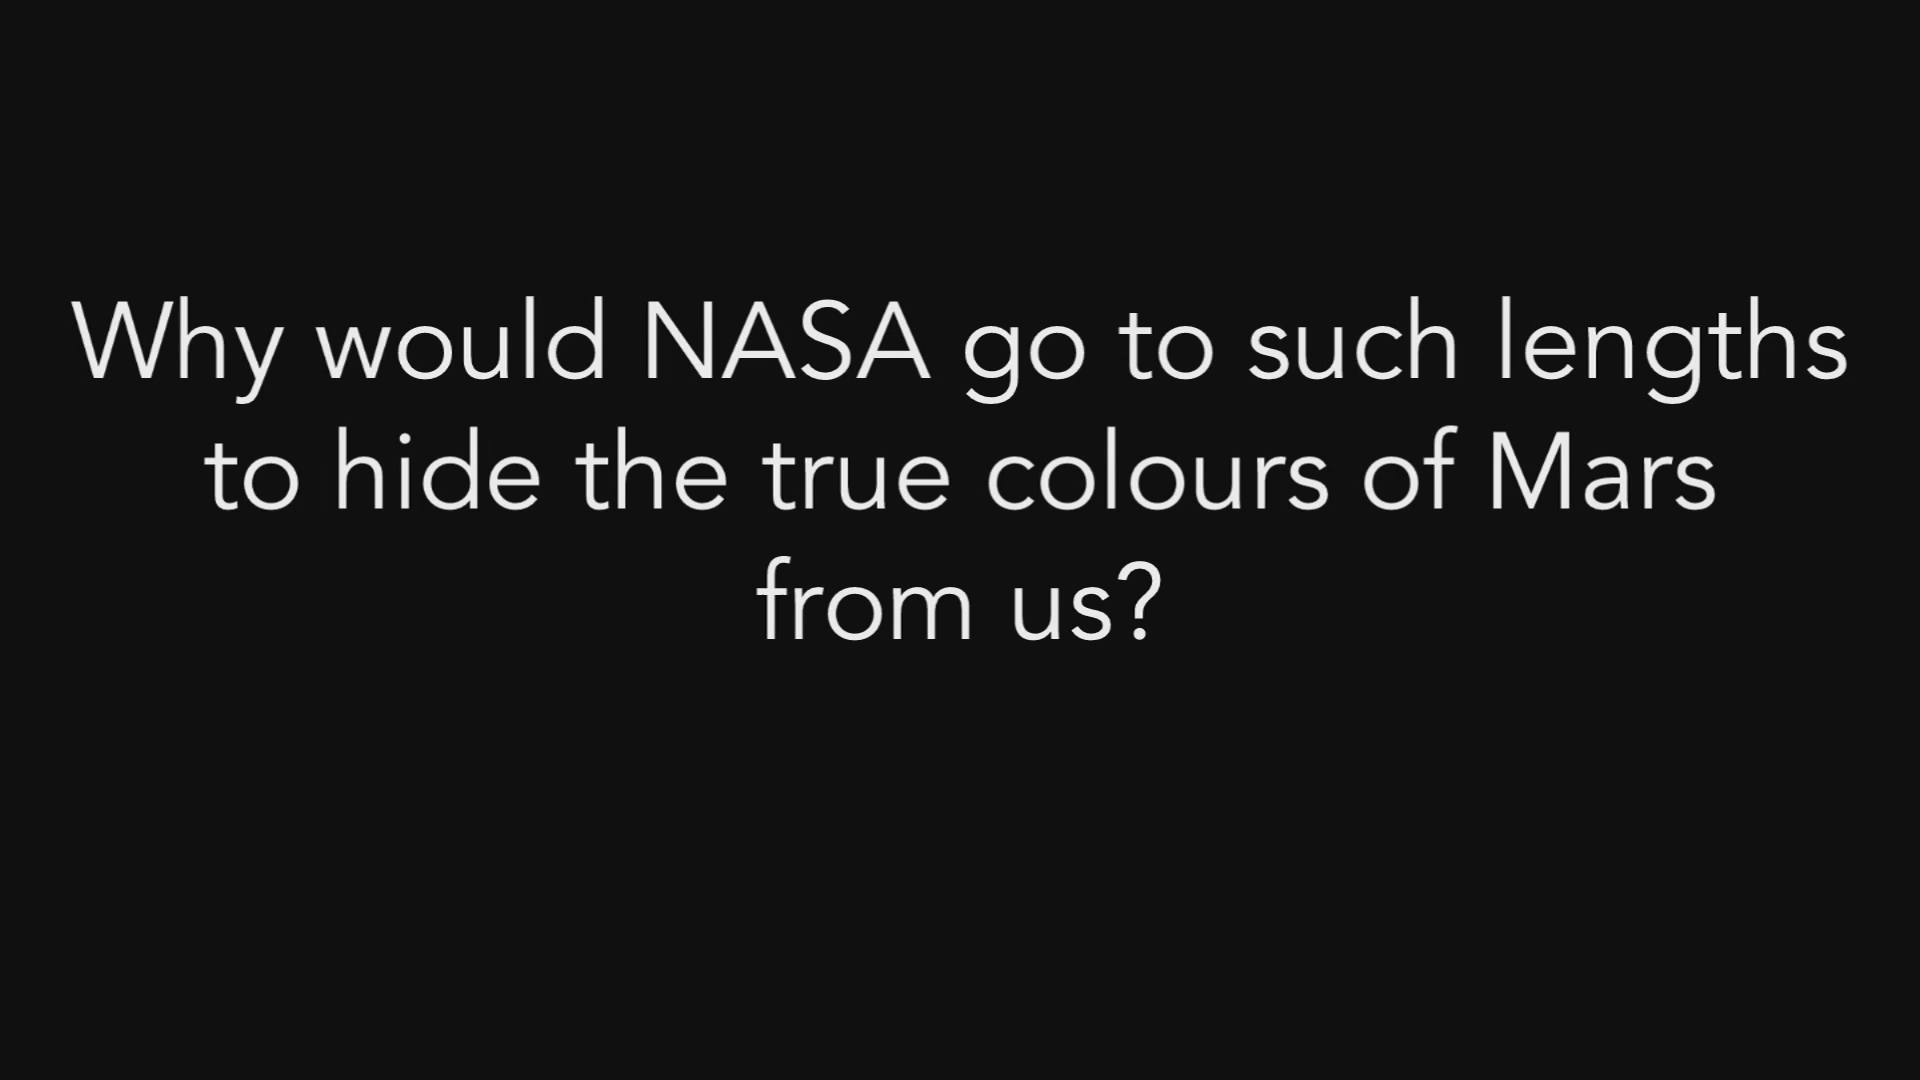 Why would NASA go to such lengths
to hide the true colours of Mars
from us?